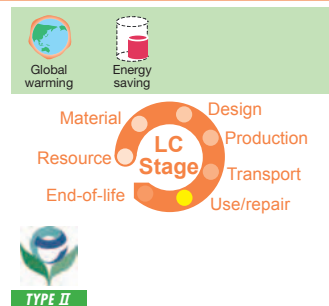 Global
warming
Energy
saving
Material
Design
Production
LC
Stage
Resource
Transport
End-of-life
Use/repair
TYPE II